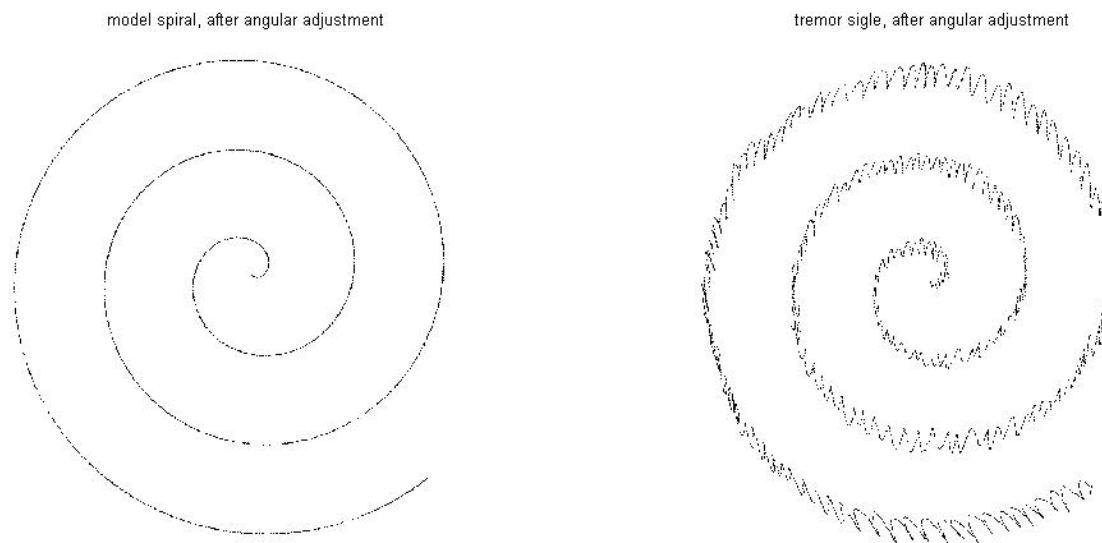 model spiral, after angular adjustment
tremor sigle, after angular adjustment